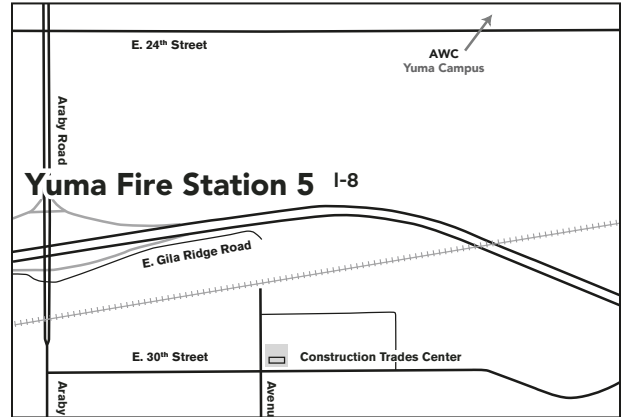 E. 24th Street
AWC
Yuma Campus
Araby Road
Yuma Fire Station 5
I-8
E. Gila Ridge Road
E. 30th Street
Construction Trades Center
Araby
Avenu